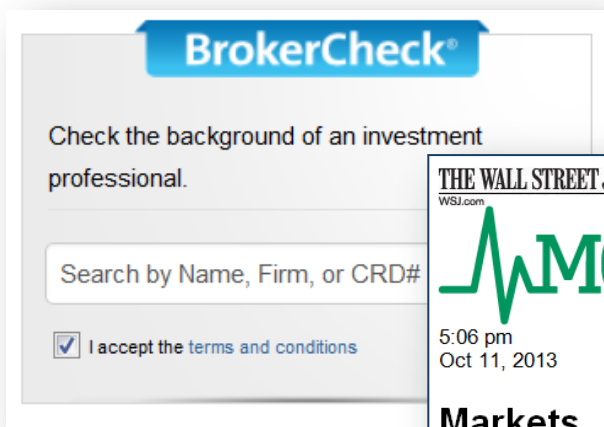 BrokerCheck®
Check the background of an investment
professional.
Search by Name, Firm, or CRD#
I accept the terms and conditions
THE WALL STREET
WSJ.com
5:06 pm
Oct 11, 2013
Markets